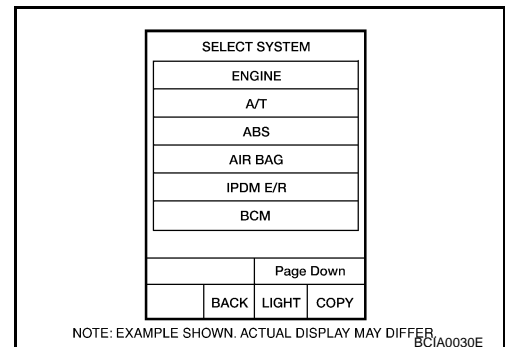 SELECT SYSTEM
ENGINE
A/T
ABS
AIR BAG
IPDM E/R
BCM
Page Down
BACK LIGHT COPY
NOTE: EXAMPLE SHOWN. ACTUAL DISPLAY MAY DIFFER.
BCIA0030E